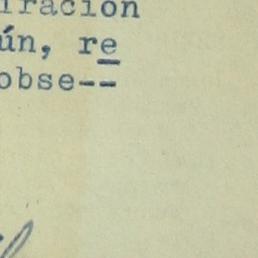 iración
ún, re
obse--